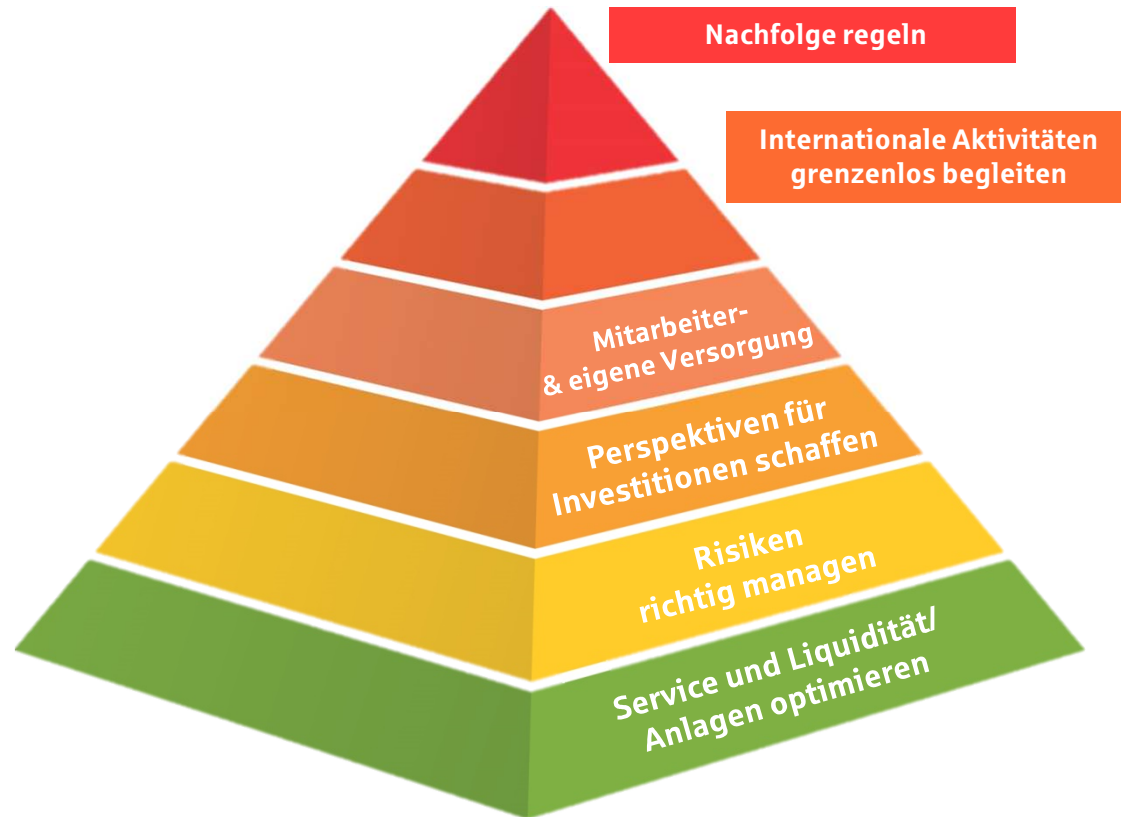 Nachfolge regeln
Internationale Aktivitäten
grenzenlos begleiten
Mitarbeiter-
& eigene Versorgung
Perspektiven für
Investitionen schaffen
Risiken
richtig managen
Service und Liquidität/
Anlagen optimieren